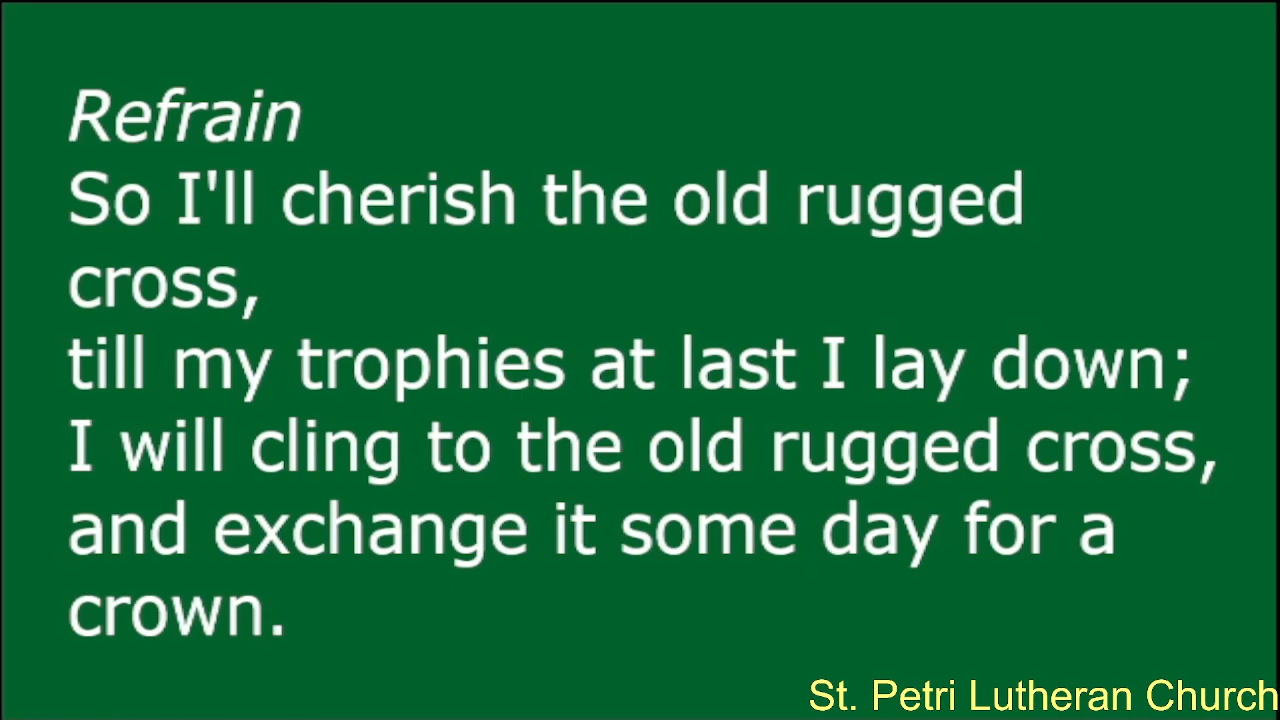 Refrain
So I'll cherish the old rugged
cross,
till my trophies at last I lay down;
I will cling to the old rugged cross,
and exchange it some day for a
crown.
St. Petri Lutheran Church